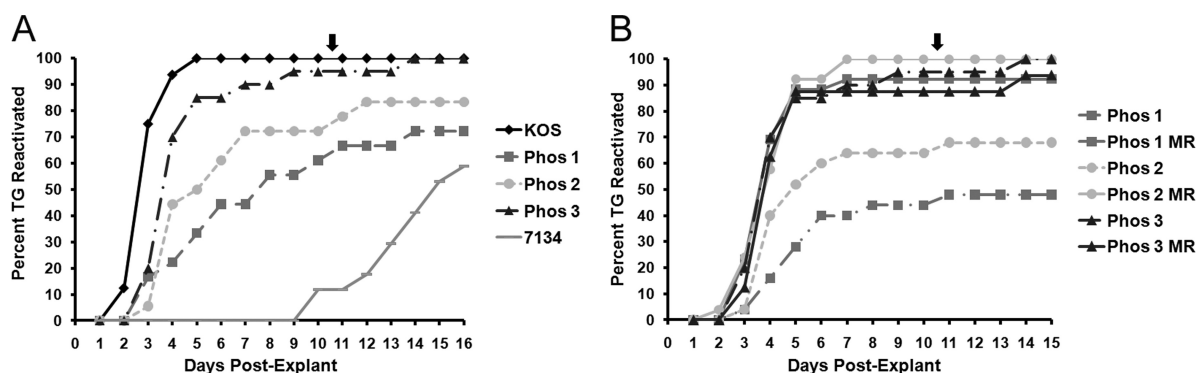 A
Percent TG Reactivated
100
90
80
70
60
50
40
30
20
10
0
0 1 2 3 4 5 6 7 8 9 10 11 12 13 14 15 16
Days Post-Explant
KOS
Phos 1
Phos 2
Phos 3
7134
B
Percent TG Reactivated
100
90
80
70
60
50
40
30
20
10
0
0 1 2 3 4 5 6 7 8 9 10 11 12 13 14 15
Days Post-Explant
Phos 1
Phos 1 MR
Phos 2
Phos 2 MR
Phos 3
Phos 3 MR